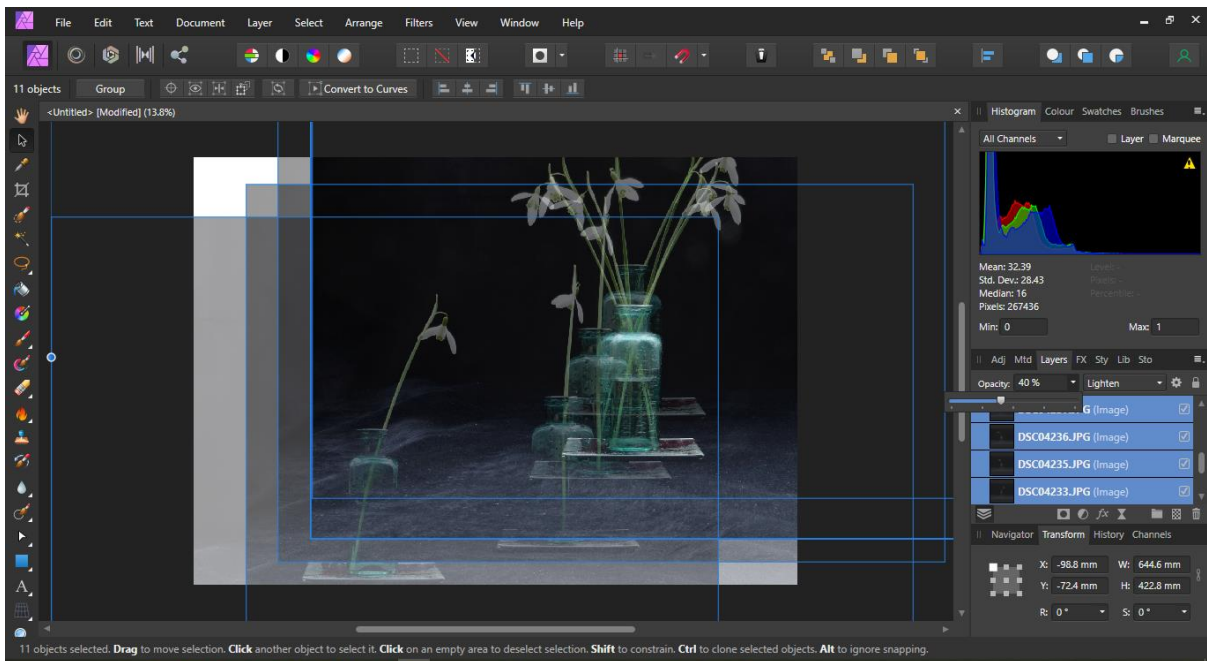 File Edit Text Document Layer Select Arrange Filters View Window Help
11 objects Group Convert to Curves
<Untitled> [Modified] (13.8%)
Histogram Colour Swatches Brushes
All Channels Layer Marquee
Mean: 32.39 Level: -
Std. Dev.: 28.43 Pixels: -
Median: 16 Percentile: -
Pixels: 267436
Min: 0 Max: 1
Adj Mtd Layers FX Sty Lib Sto
Opacity: 40 % Lighten
G (Image)
DSC04236.JPG (Image)
DSC04235.JPG (Image)
DSC04233.JPG (Image)
Navigator Transform History Channels
X: -98.8 mm W: 644.6 mm
Y: -72.4 mm H: 422.8 mm
R: 0 ° S: 0 °
11 objects selected. Drag to move selection. Click another object to select it. Click on an empty area to deselect selection. Shift to constrain. Ctrl to clone selected objects. Alt to ignore snapping.